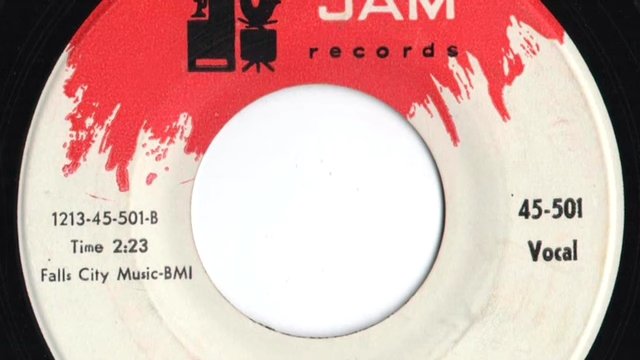 JAM
records
1213-45-501-B
Time 2:23
Falls City Music-BMI
45-501
Vocal